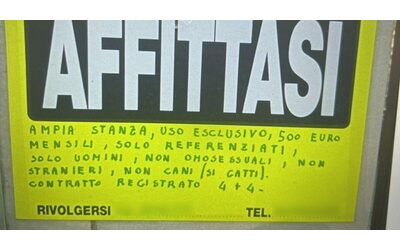 AFFITTASI
AMPIA STANZA, USO ESCLUSIVO, 500 EURO
MENSILI, SOLO REFERENZIATI,
SOLO UOMINI, NON OMOSESSUALI, NON
STRANIERI, NON CANI (SI GATTI).
CONTRATTO REGISTRATO 4+4.
RIVOLGERSI TEL.